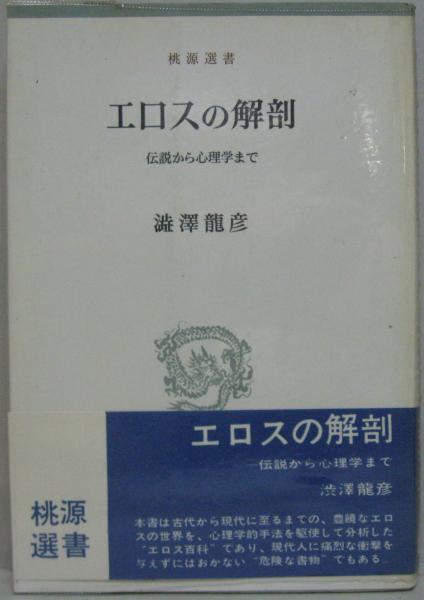 桃源選書
エロスの解剖
伝説から心理学まで
澁澤龍彦
エロスの解剖
―伝説から心理学まで
渋澤龍彦
桃源
選書
本書は古代から現代に至るまでの、豊饒なエロ
スの世界を、心理学的手法を駆使して分析した
“エロス百科”であり、現代人に痛烈な衝撃を
与えずにはおかない“危険な書物”でもある。